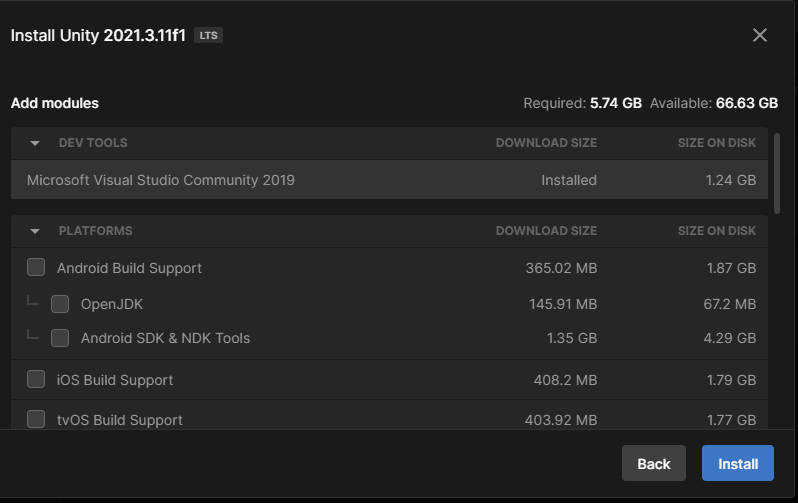 Install Unity 2021.3.11f1 LTS
Add modules Required: 5.74 GB Available: 66.63 GB
DEV TOOLS DOWNLOAD SIZE SIZE ON DISK
Microsoft Visual Studio Community 2019 Installed 1.24 GB
PLATFORMS DOWNLOAD SIZE SIZE ON DISK
Android Build Support 365.02 MB 1.87 GB
OpenJDK 145.91 MB 67.2 MB
Android SDK & NDK Tools 1.35 GB 4.29 GB
iOS Build Support 408.2 MB 1.79 GB
tvOS Build Support 403.92 MB 1.77 GB
Back Install